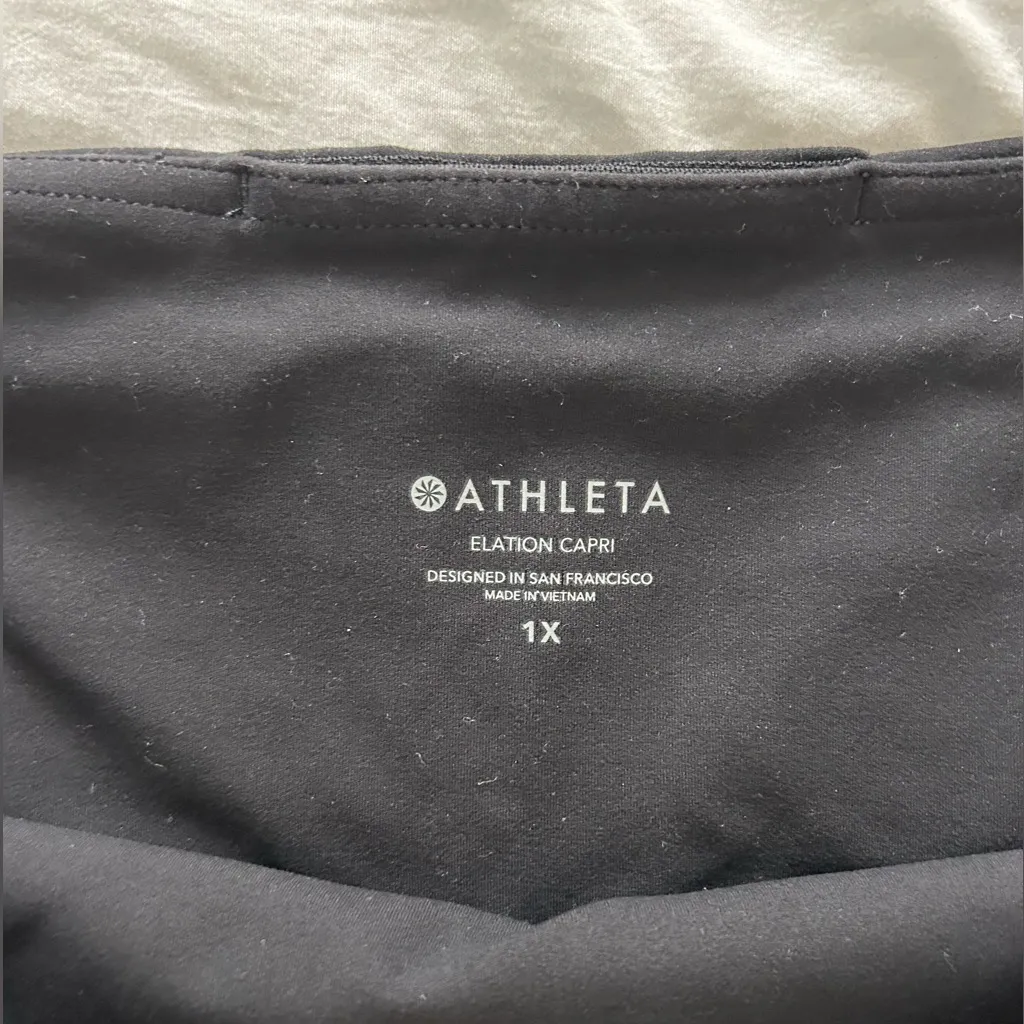 ATHLETA
ELATION CAPRI
DESIGNED IN SAN FRANCISCO
MADE IN VIETNAM
1X